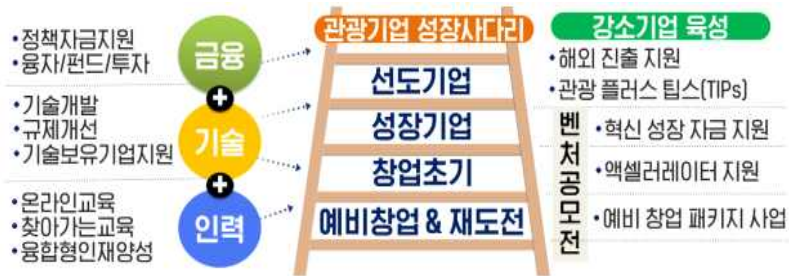 •정책자금지원
•융자/펀드/투자
금융
+
•기술개발
•규제개선
•기술보유기업지원
기술
+
•온라인교육
•찾아가는교육
•융합형인재양성
인력
관광기업 성장사다리
선도기업
성장기업
창업초기
예비창업 & 재도전
강소기업 육성
•해외 진출 지원
•관광 플러스 팁스(TIPs)
벤처공모전
•혁신 성장 자금 지원
•액셀러레이터 지원
•예비 창업 패키지 사업